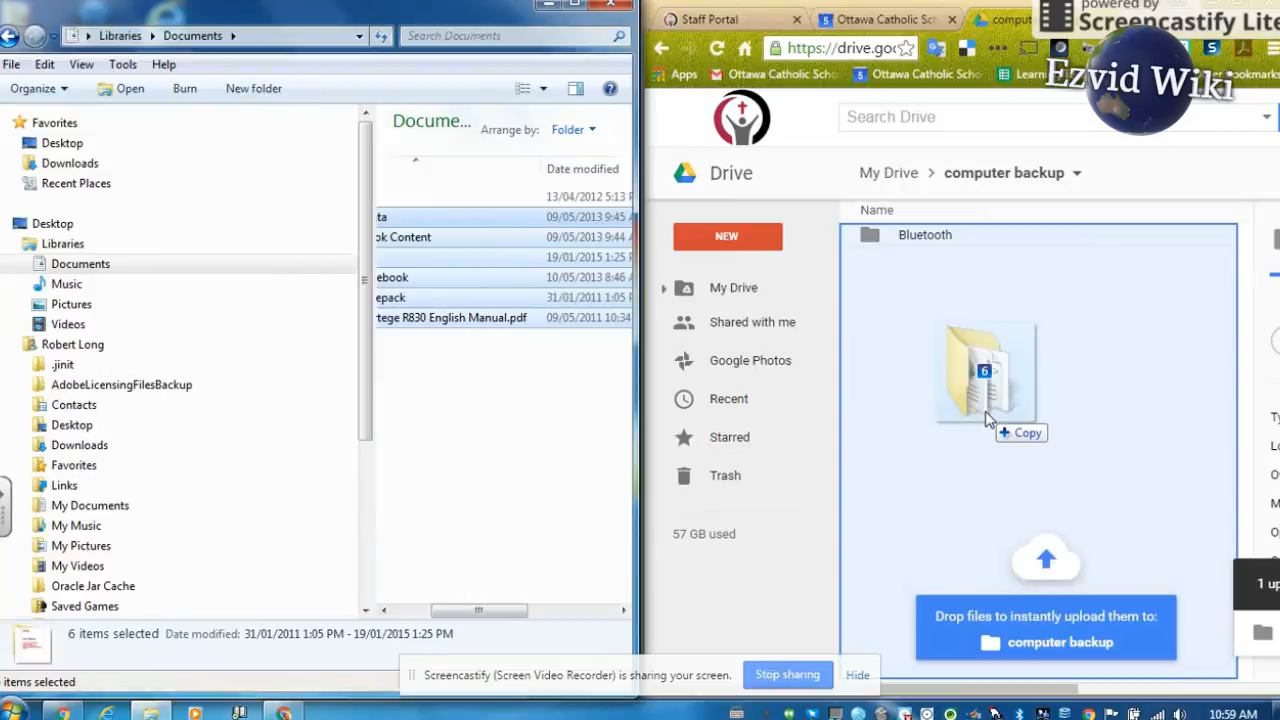 Libraries
Documents
Search Documents
File Edit View Tools Help
Organize Open Burn New folder
Favorites
Desktop
Downloads
Recent Places
Desktop
Libraries
Documents
Music
Pictures
Videos
Robert Long
.jinit
AdobeLicensingFilesBackup
Contacts
Desktop
Downloads
Favorites
Links
My Documents
My Music
My Pictures
My Videos
Oracle Jar Cache
Saved Games
Docume... Arrange by: Folder
Date modified
13/04/2012 5:13 P
ta 09/05/2013 9:45
ok Content 09/05/2013 9:44
19/01/2015 1:25 P
ebook 10/05/2013 8:46
epack 31/01/2011 1:05 P
tege R830 English Manual.pdf 09/05/2011 10:34
6 items selected Date modified: 31/01/2011 1:05 PM - 19/01/2015 1:25 PM
items selected
Staff Portal
Ottawa Catholic Sc
comput
powered by
Screencastify Lite
https://drive.goo
Apps
Ottawa Catholic Scho
Ottawa Catholic Scho
Learn
ookmarks
Ezvid Wiki
Search Drive
Drive
My Drive > computer backup
NEW
My Drive
Shared with me
Google Photos
Recent
Starred
Trash
57 GB used
Name
Bluetooth
6
Copy
Drop files to instantly upload them to:
computer backup
1 up
Screencastify (Screen Video Recorder) is sharing your screen.
Stop sharing
Hide
10:59 AM